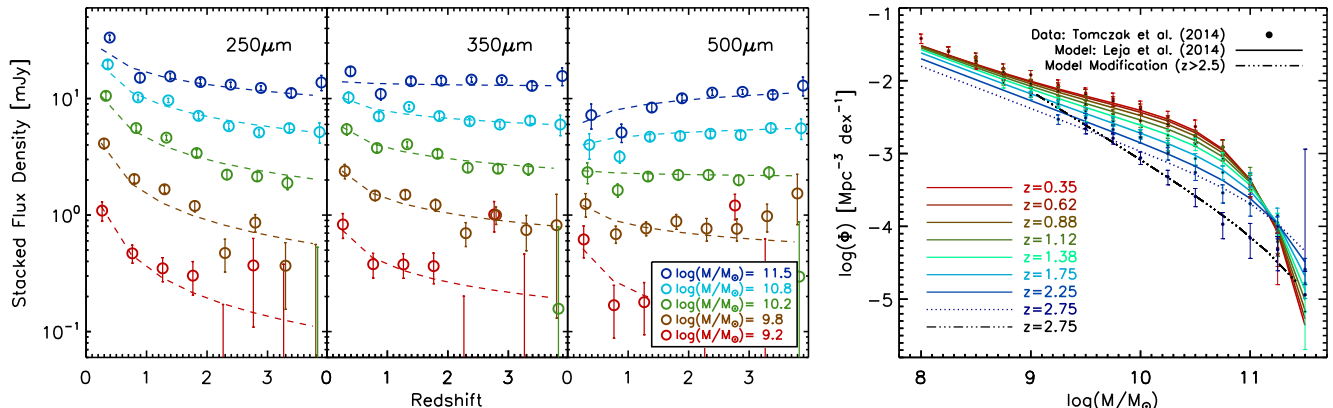 250μm
350μm
500μm
Stacked Flux Density [mJy]
10¹
10⁰
10⁻¹
0 1 2 3
0 1 2 3
0 1 2 3 4
Redshift
Redshift
log(M/M☉)= 11.5
log(M/M☉)= 10.8
log(M/M☉)= 10.2
log(M/M☉)= 9.8
log(M/M☉)= 9.2
Data: Tomczak et al. (2014)
Model: Leja et al. (2014)
Model Modification (z>2.5)
log(Φ) [Mpc⁻³ dex⁻¹]
-1
-2
-3
-4
-5
z=0.35
z=0.62
z=0.88
z=1.12
z=1.38
z=1.75
z=2.25
z=2.75
z=2.75
8 9 10 11
log(M/M☉)